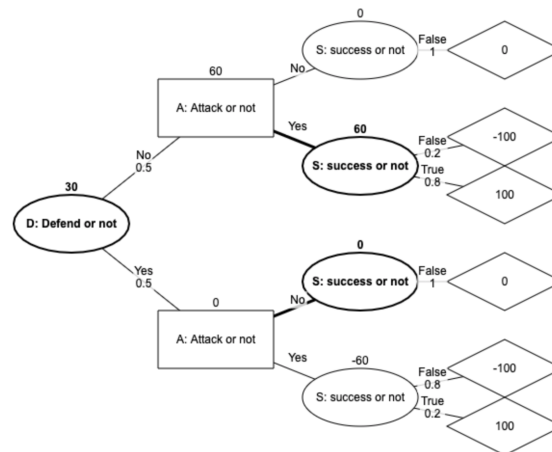 0
S: success or not
False
1
0
60
A: Attack or not
No
Yes
60
S: success or not
False
0.2
-100
True
0.8
100
No
0.5
30
D: Defend or not
Yes
0.5
0
A: Attack or not
No
0
S: success or not
False
1
0
Yes
-60
S: success or not
False
0.8
-100
True
0.2
100